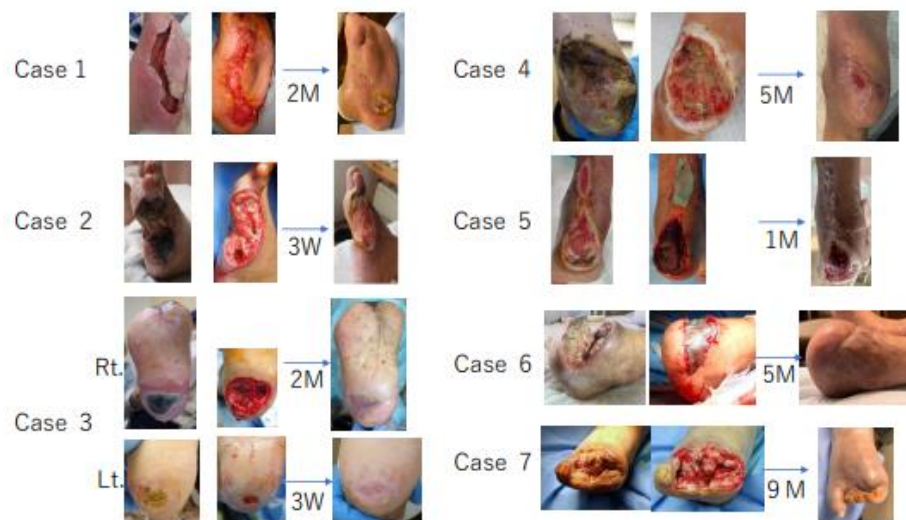 Case 1
2M
Case 2
3W
Rt.
2M
Case 3
Lt.
3W
Case 4
5M
Case 5
1M
Case 6
5M
Case 7
9 M